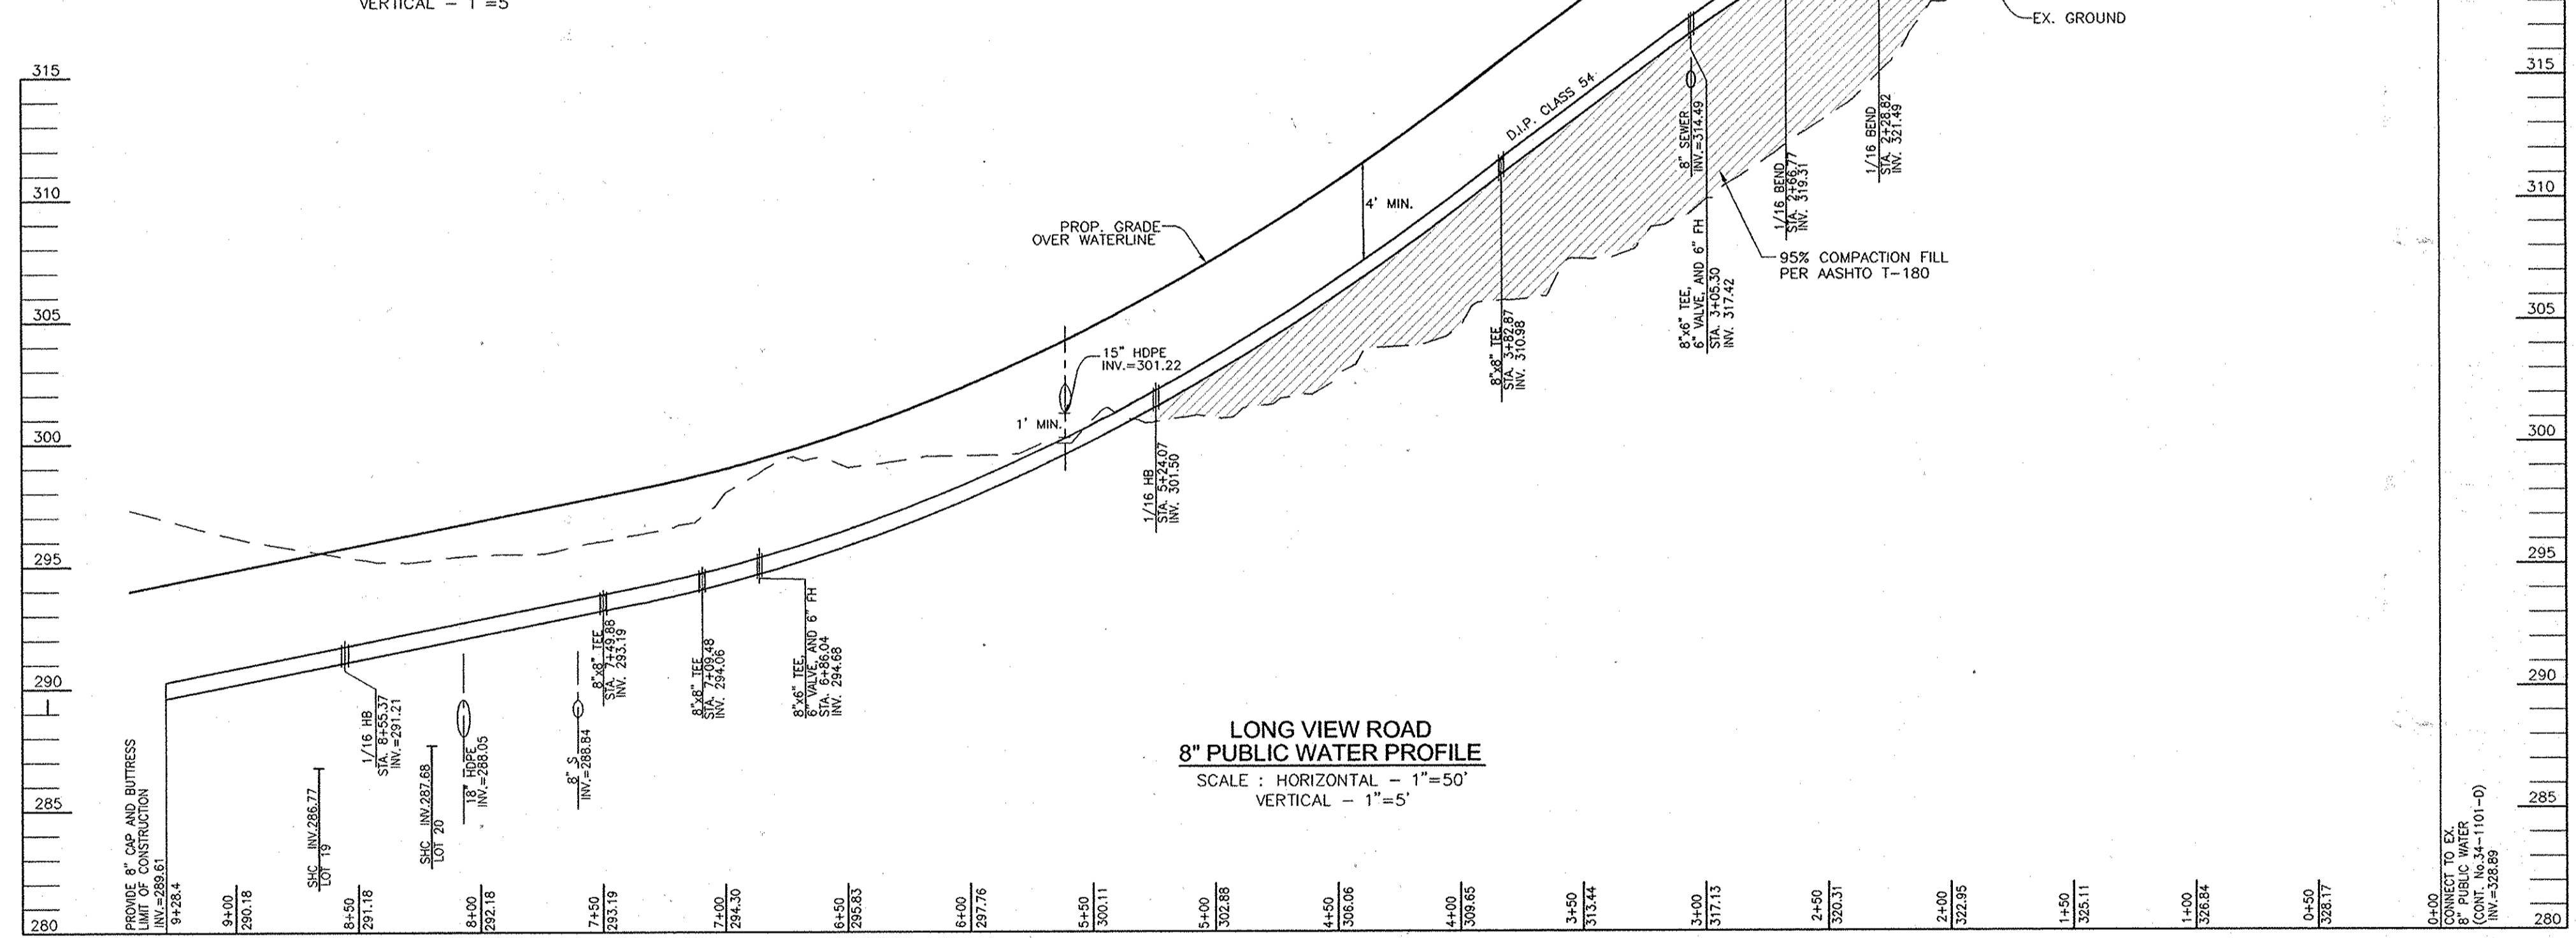 VERTICAL - 1"=5'
EX. GROUND
315
310
305
300
295
290
285
280
315
310
305
300
295
290
285
280
D.I.P. CLASS 54
8" SEWER
INV.=314.49
1/16 BEND
STA. 2+66.77
INV. 319.31
1/16 BEND
STA. 2+28.82
INV. 321.49
4' MIN.
PROP. GRADE
OVER WATERLINE
95% COMPACTION FILL
PER AASHTO T-180
8"x6" TEE,
6" VALVE, AND 6" FH
STA. 3+05.30
INV. 317.42
8"x8" TEE
STA. 3+82.87
INV. 310.98
15" HDPE
INV.=301.22
1' MIN.
1/16 HB
STA. 5+24.07
INV. 301.50
8"x6" TEE,
6" VALVE, AND 6" FH
STA. 6+86.04
INV. 294.68
8"x8" TEE
STA. 7+09.48
INV. 294.06
8"x8" TEE
STA. 7+49.88
INV. 293.19
8" S
INV.=288.84
18" HDPE
INV.=288.05
SHC INV.287.68
LOT 20
1/16 HB
STA. 8+55.37
INV.=291.21
SHC INV.286.77
LOT 19
PROVIDE 8" CAP AND BUTTRESS
LIMIT OF CONSTRUCTION
INV.=289.61
9+28.4
LONG VIEW ROAD
8" PUBLIC WATER PROFILE
SCALE : HORIZONTAL - 1"=50'
VERTICAL - 1"=5'
9+00
290.18
8+50
291.18
8+00
292.18
7+50
293.19
7+00
294.30
6+50
295.83
6+00
297.76
5+50
300.11
5+00
302.88
4+50
306.06
4+00
309.65
3+50
313.44
3+00
317.13
2+50
320.31
2+00
322.95
1+50
325.11
1+00
326.84
0+50
328.17
0+00
CONNECT TO EX.
8" PUBLIC WATER
(CONT. No.34-1101-D)
INV.=328.89